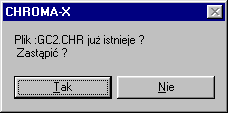 CHROMA-X
Plik :GC2.CHR już istnieje ?
Zastąpić ?
Tak
Nie